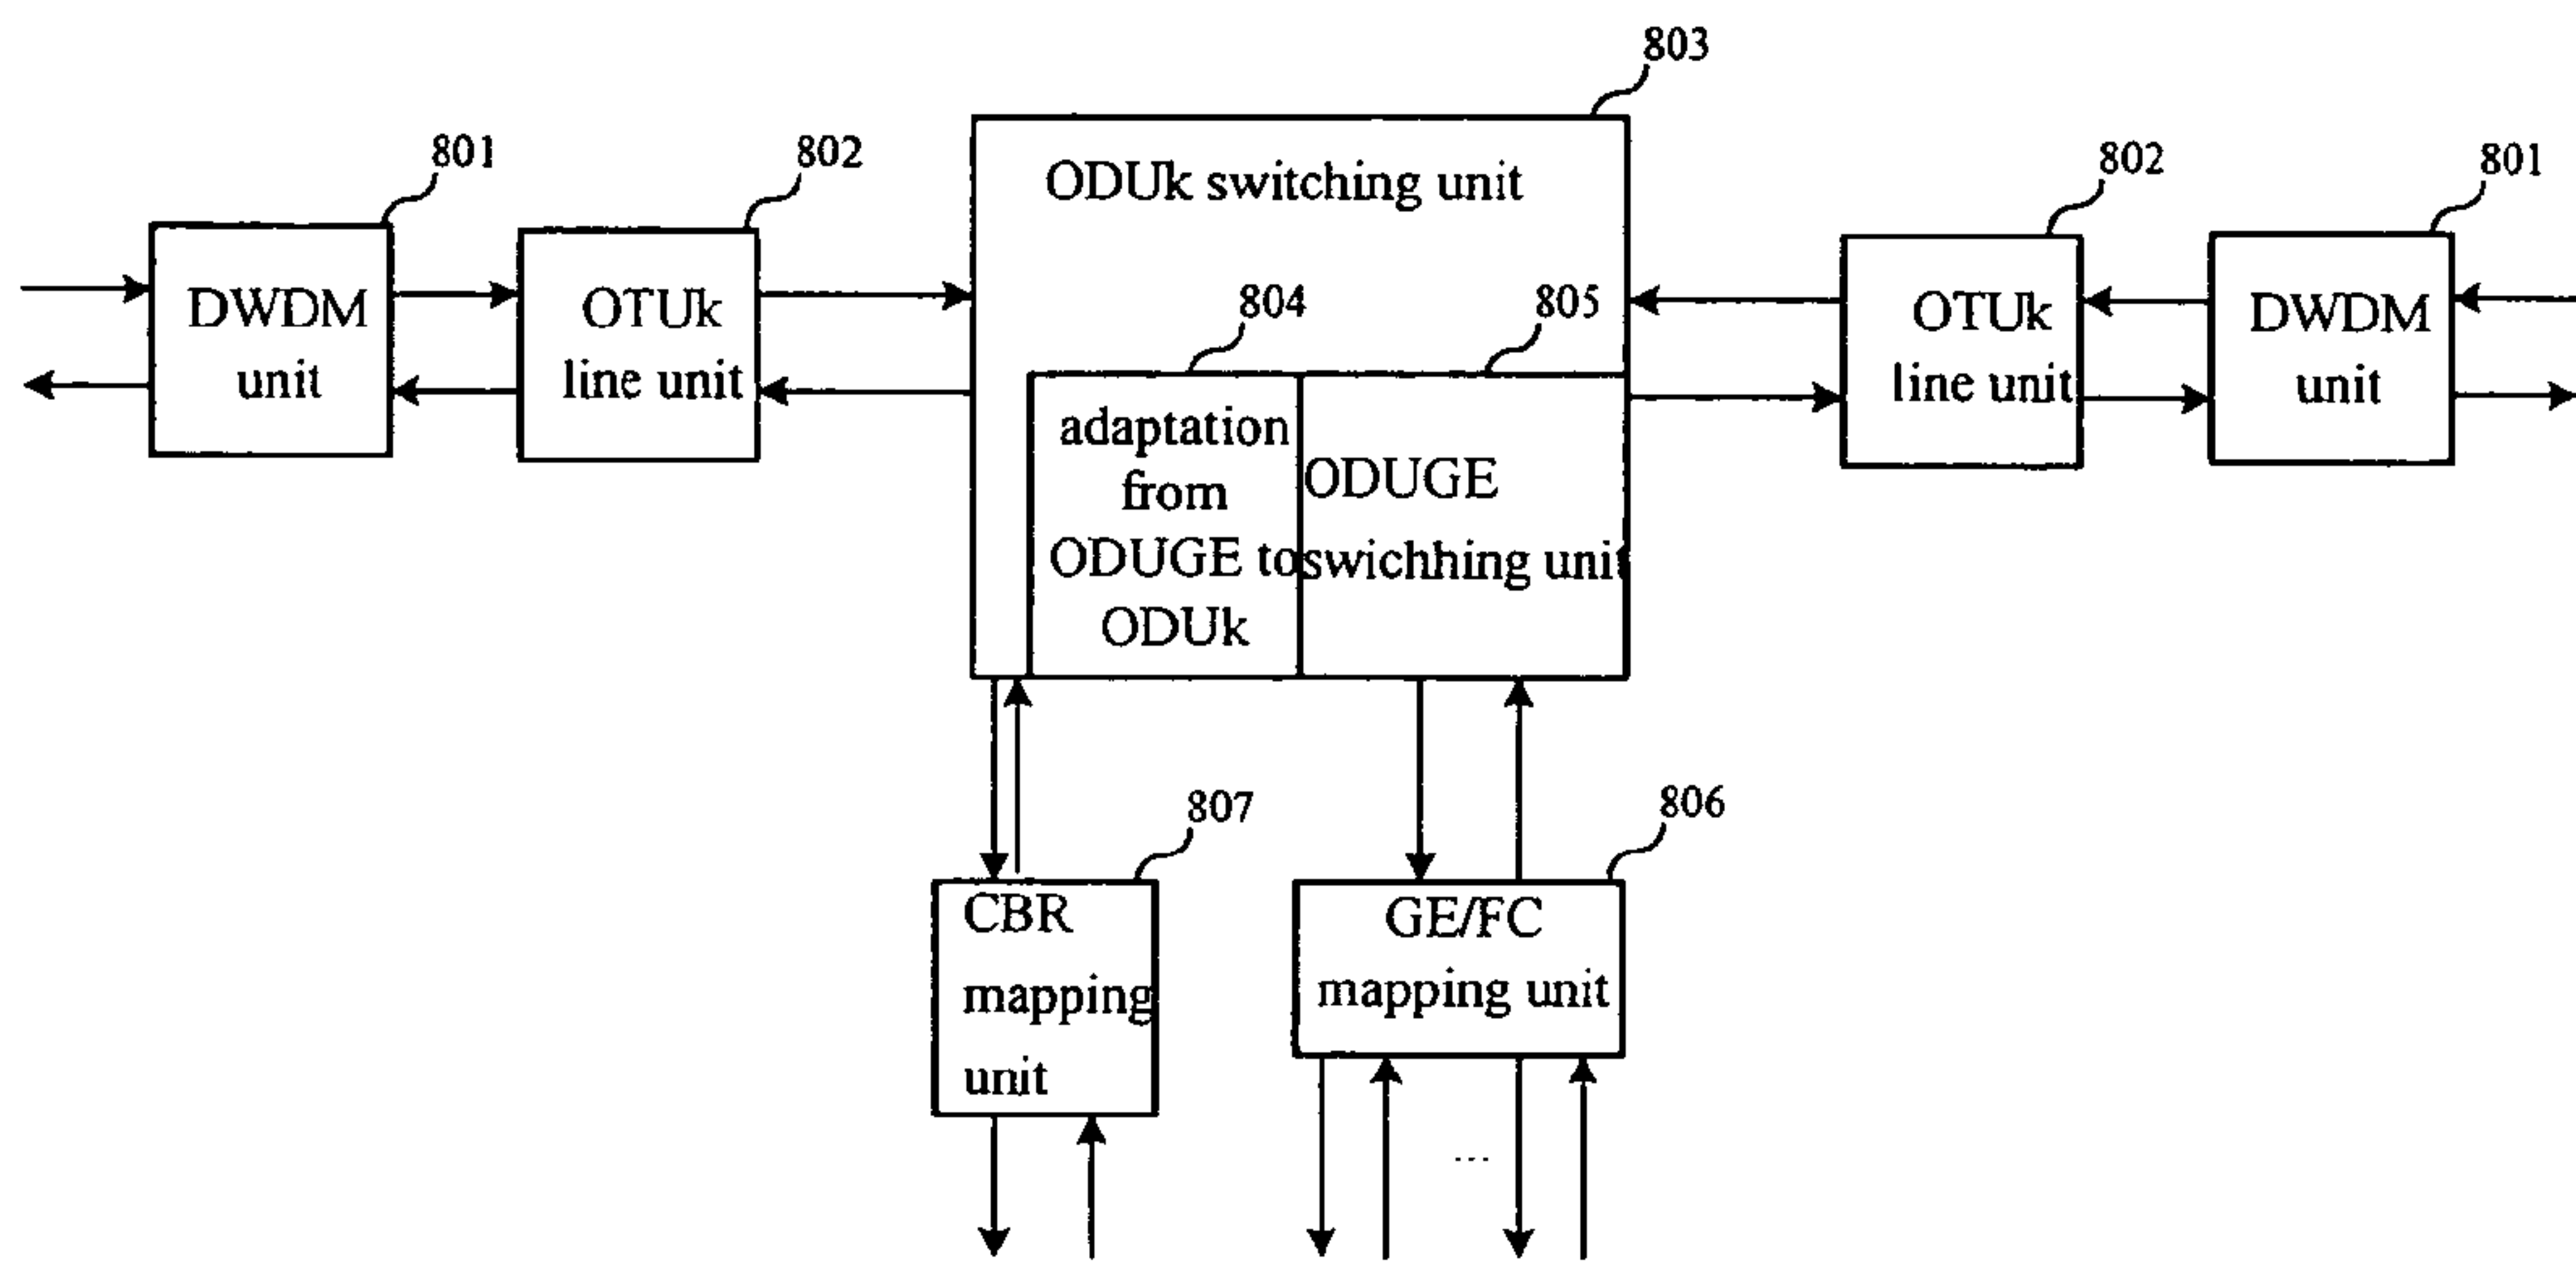 803
801
802
ODUk switching unit
802
801
804
805
DWDM
unit
OTUk
line unit
adaptation
from
ODUGE to
ODUk
ODUGE
swichhing unit
OTUk
line unit
DWDM
unit
807
806
CBR
mapping
unit
GE/FC
mapping unit
...